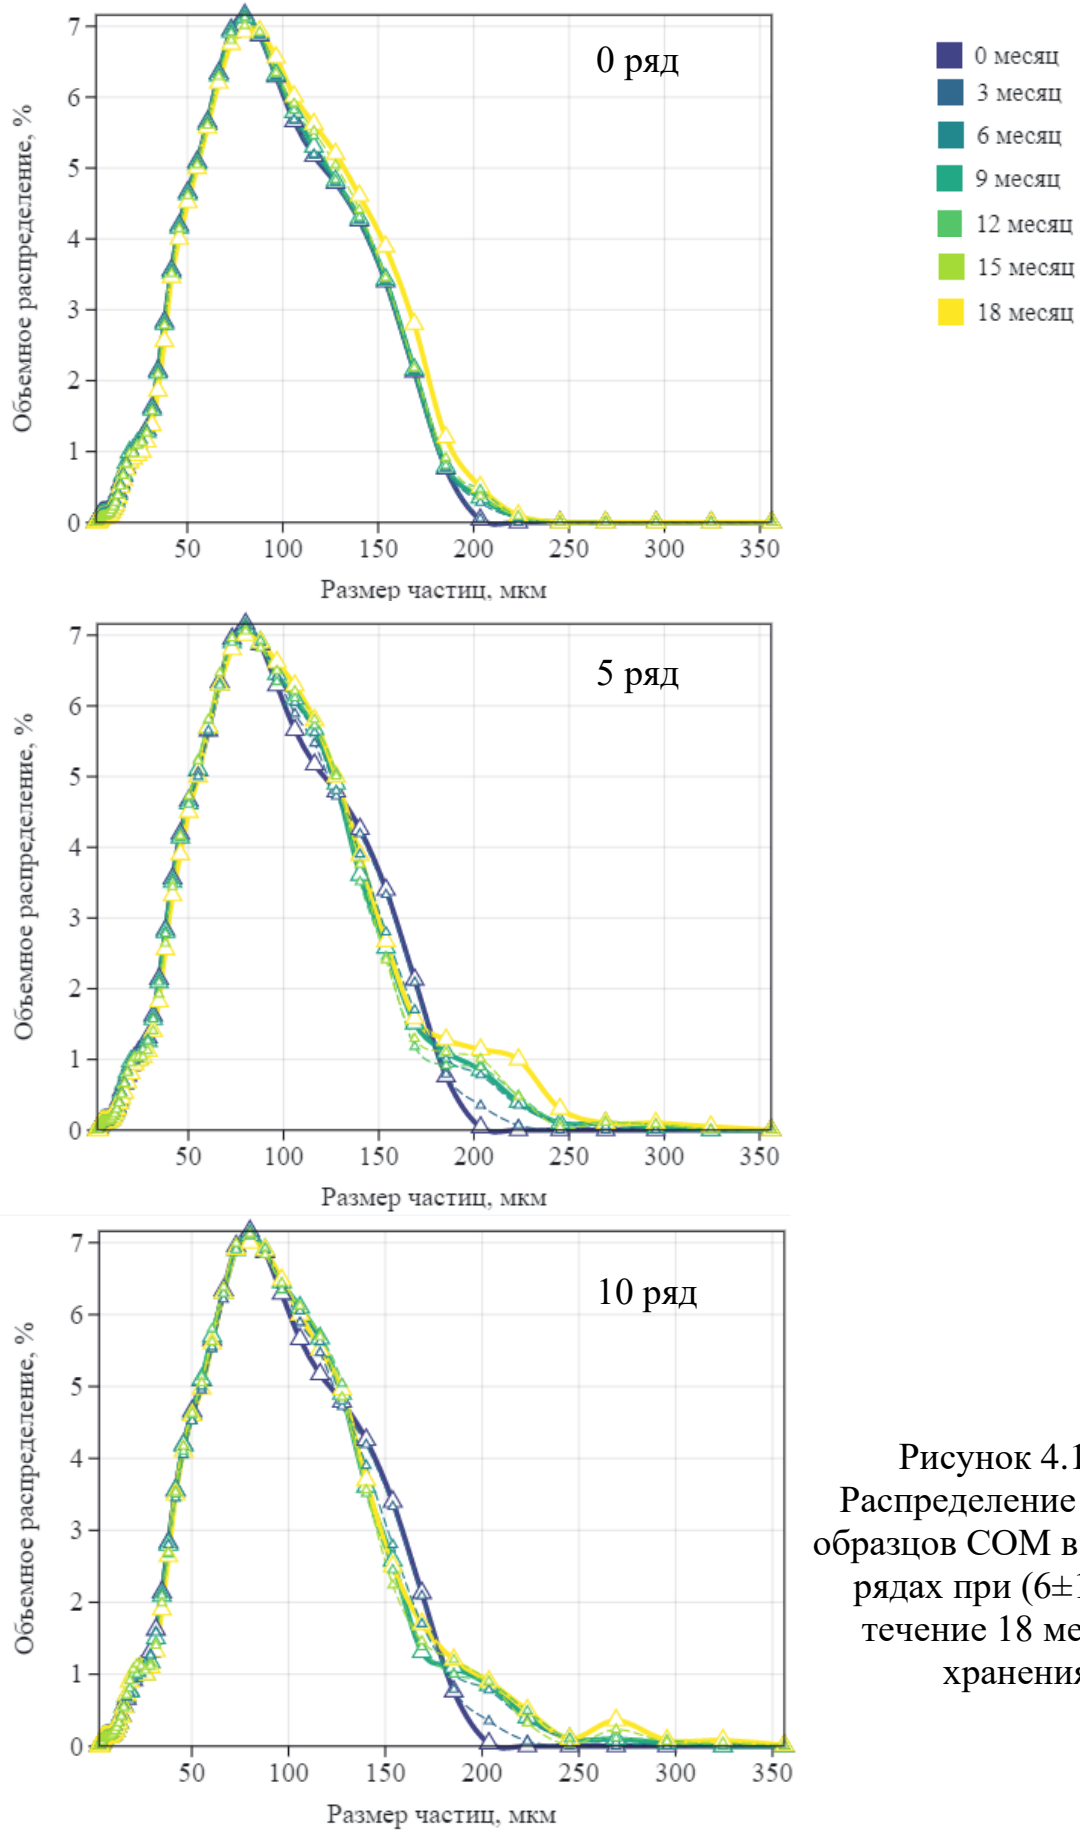 7
6
5
4
3
2
1
0
Объемное распределение, %
0 ряд
50 100 150 200 250 300 350
Размер частиц, мкм
0 месяц
3 месяц
6 месяц
9 месяц
12 месяц
15 месяц
18 месяц
7
6
5
4
3
2
1
0
Объемное распределение, %
5 ряд
50 100 150 200 250 300 350
Размер частиц, мкм
7
6
5
4
3
2
1
0
Объемное распределение, %
10 ряд
50 100 150 200 250 300 350
Размер частиц, мкм
Рисунок 4.1
Распределение
образцов СОМ в
рядах при (6±1
течение 18 ме
хранения